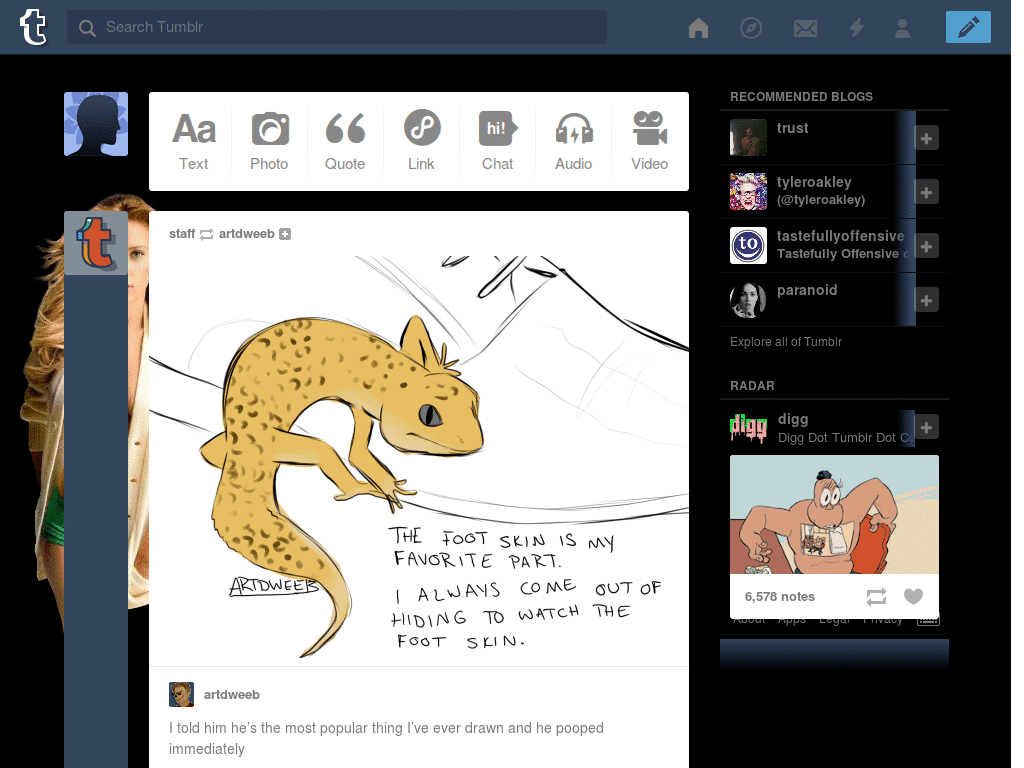 Search Tumblr
Aa
hi!
Text
Photo
Quote
Link
Chat
Audio
Video
staff artdweeb
THE FOOT SKIN IS MY
FAVORITE PART.
I ALWAYS COME OUT OF
HIDING TO WATCH THE
FOOT SKIN.
ARTDWEEB
artdweeb
I told him he's the most popular thing I've ever drawn and he pooped
immediately
RECOMMENDED BLOGS
trust
tyleroakley
(@tyleroakley)
to
tastefullyoffensive
Tastefully Offensive
paranoid
Explore all of Tumblr
RADAR
digg
digg
Digg Dot Tumblr Dot
6,578 notes
About Apps Legal Privacy